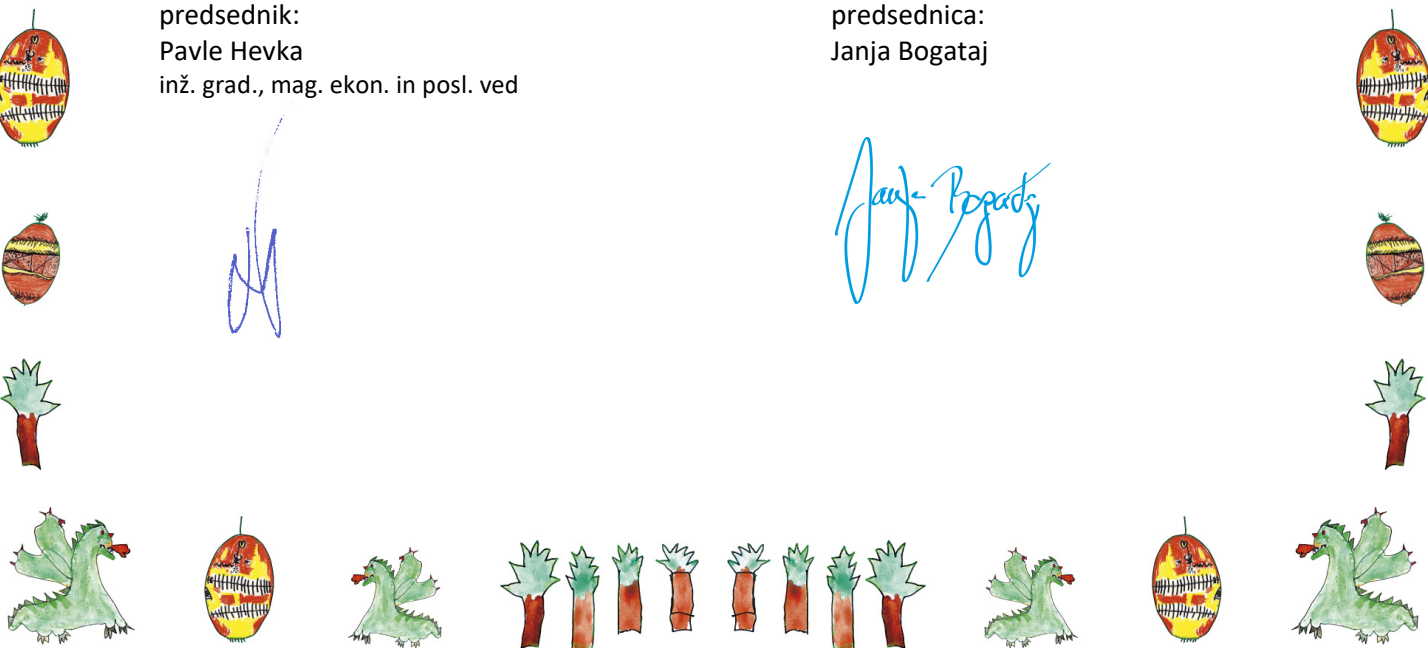 predsednik:
Pavle Hevka
inž. grad., mag. ekon. in posl. ved
predsednica:
Janja Bogataj
Janja Bogataj